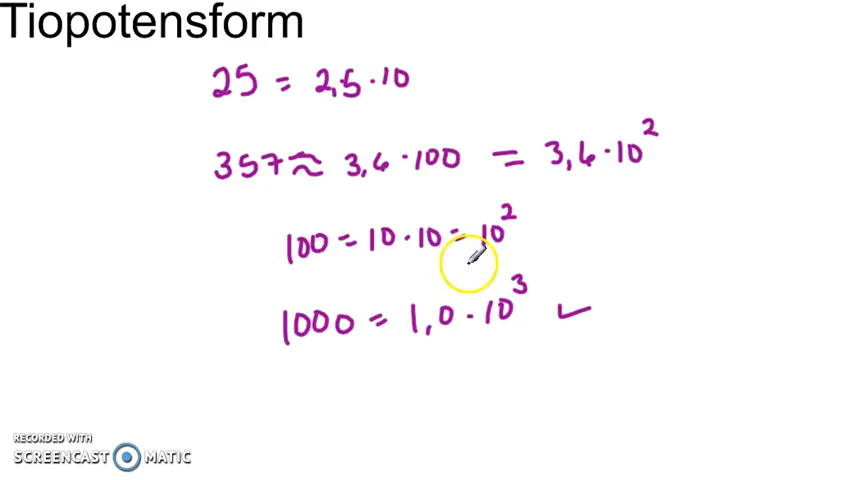 Tiopotensform
25 = 2,5 · 10
357 ≈ 3,6 · 100 = 3,6 · 10²
100 = 10 · 10 = 10²
1000 = 1,0 · 10³ ✓
RECORDED WITH
SCREENCAST MATIC